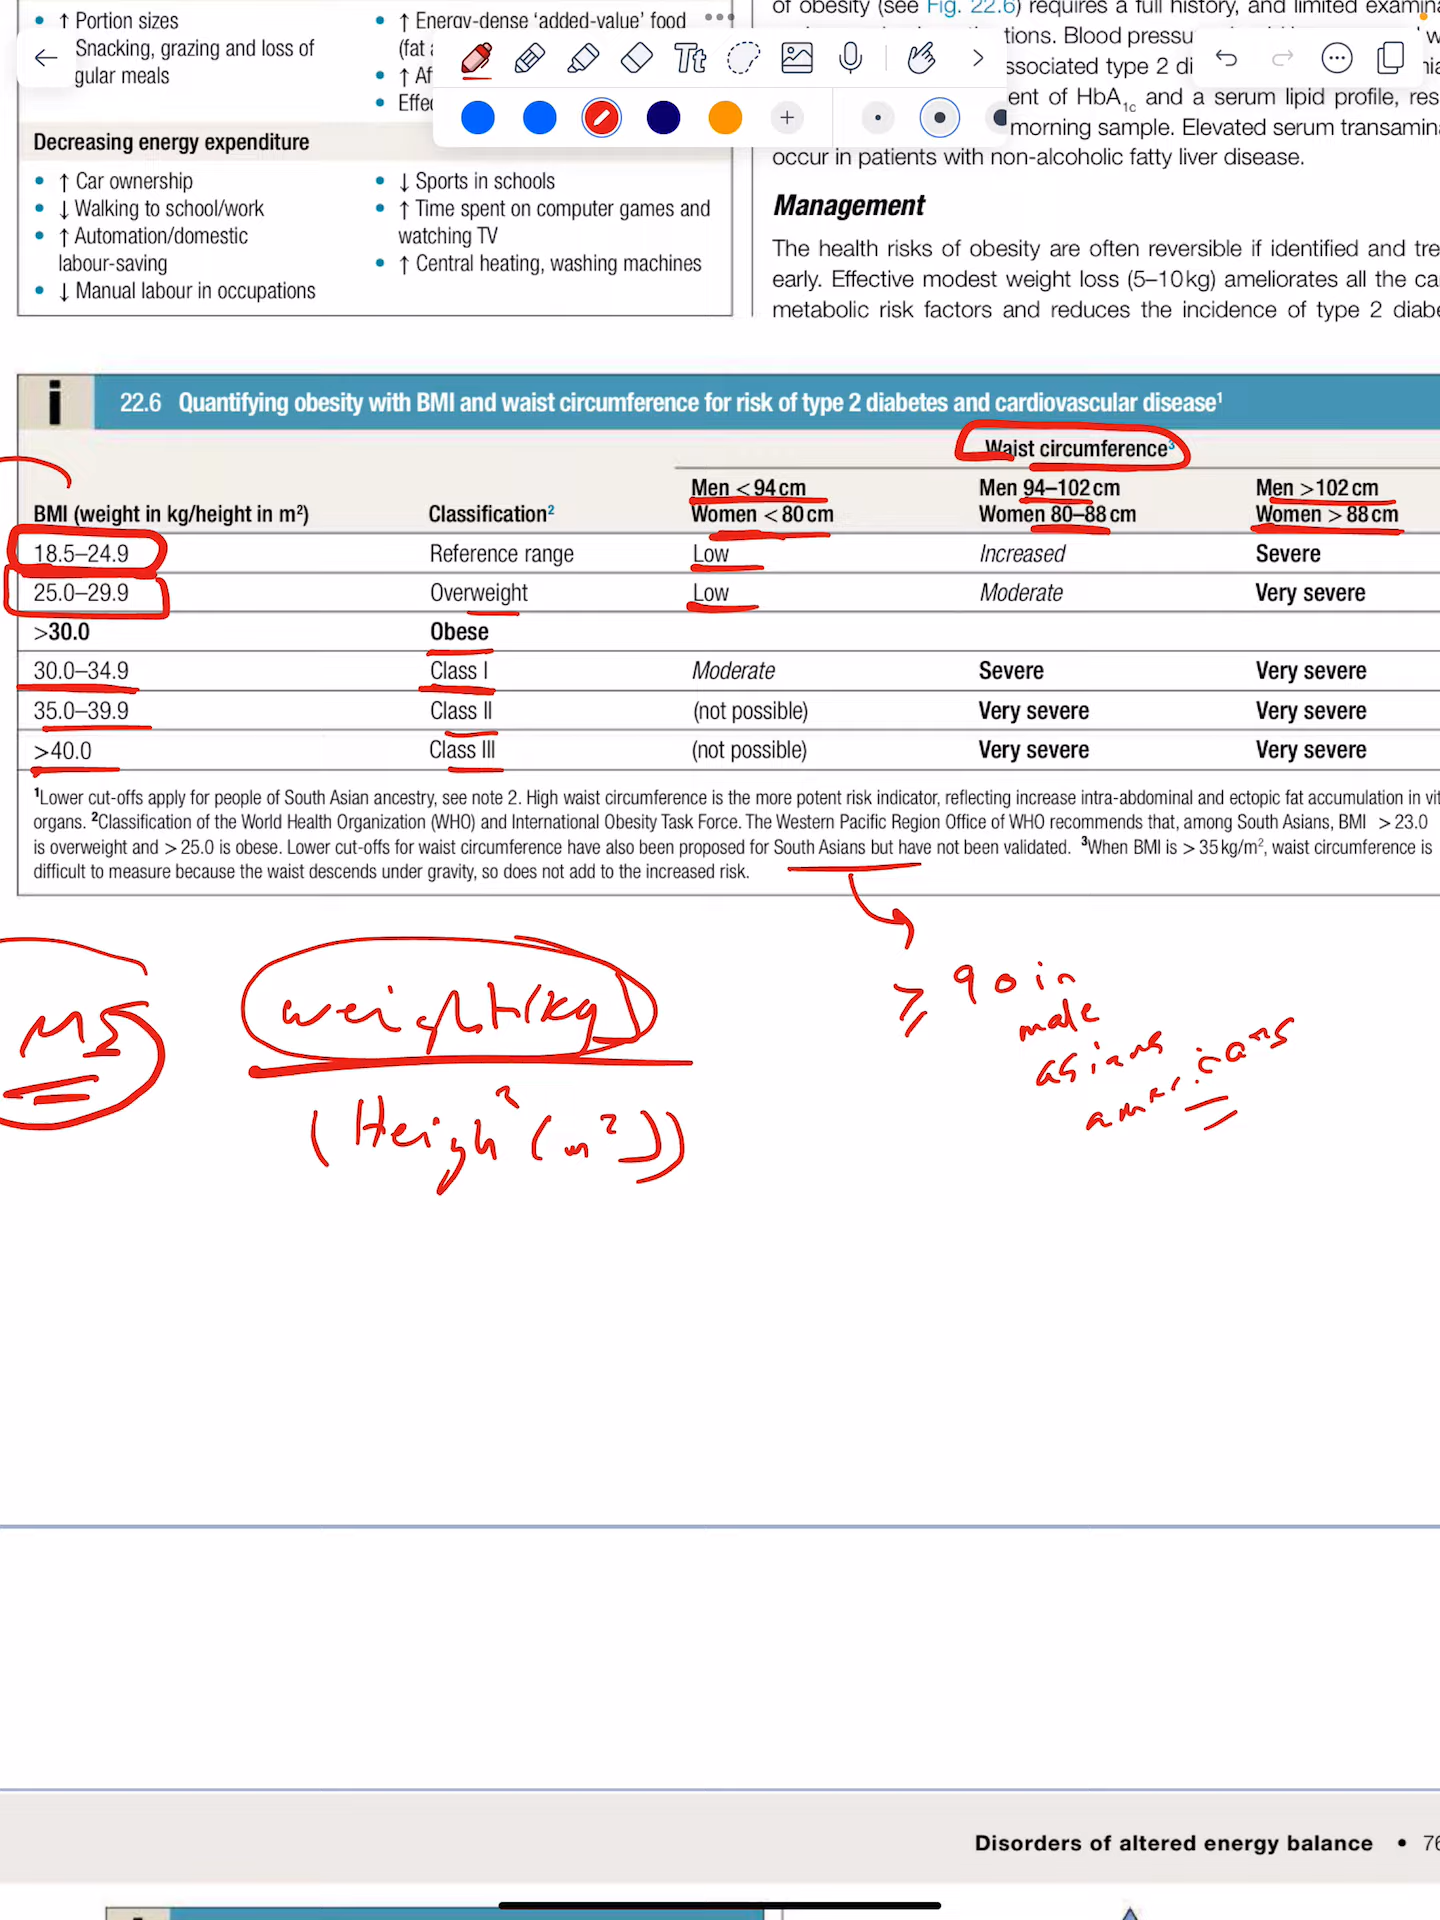 ↑ Portion sizes
Snacking, grazing and loss of
gular meals
• ↑ Energy-dense ‘added-value’ food
(fat
• ↑ Af
• Effe
Decreasing energy expenditure
• ↑ Car ownership
• ↓ Walking to school/work
• ↑ Automation/domestic
labour-saving
• ↓ Manual labour in occupations
• ↓ Sports in schools
• ↑ Time spent on computer games and
watching TV
• ↑ Central heating, washing machines
of obesity (see Fig. 22.6) requires a full history, and limited examina
tions. Blood pressu
ssociated type 2 di
ent of HbA1c and a serum lipid profile, res
morning sample. Elevated serum transamina
occur in patients with non-alcoholic fatty liver disease.
Management
The health risks of obesity are often reversible if identified and tre
early. Effective modest weight loss (5–10 kg) ameliorates all the ca
metabolic risk factors and reduces the incidence of type 2 diabe
Tt
i 22.6 Quantifying obesity with BMI and waist circumference for risk of type 2 diabetes and cardiovascular disease¹
Waist circumference³
BMI (weight in kg/height in m²) Classification² Men < 94 cm Women < 80 cm Men 94–102 cm Women 80–88 cm Men > 102 cm Women > 88 cm
18.5–24.9 Reference range Low Increased Severe
25.0–29.9 Overweight Low Moderate Very severe
>30.0 Obese
30.0–34.9 Class I Moderate Severe Very severe
35.0–39.9 Class II (not possible) Very severe Very severe
>40.0 Class III (not possible) Very severe Very severe
¹Lower cut-offs apply for people of South Asian ancestry, see note 2. High waist circumference is the more potent risk indicator, reflecting increase intra-abdominal and ectopic fat accumulation in vit
organs. ²Classification of the World Health Organization (WHO) and International Obesity Task Force. The Western Pacific Region Office of WHO recommends that, among South Asians, BMI > 23.0
is overweight and > 25.0 is obese. Lower cut-offs for waist circumference have also been proposed for South Asians but have not been validated. ³When BMI is > 35 kg/m², waist circumference is
difficult to measure because the waist descends under gravity, so does not add to the increased risk.
weight (kg)
(Heigh² (m²))
≥ 90 in
male
asians
americans
Disorders of altered energy balance • 76